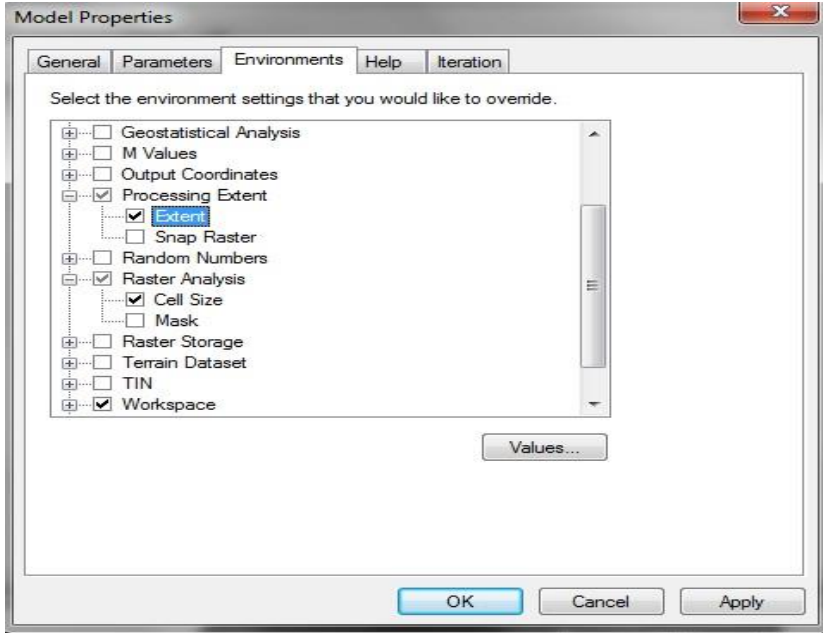 Model Properties
General Parameters Environments Help Iteration
Select the environment settings that you would like to override.
Geostatistical Analysis
M Values
Output Coordinates
Processing Extent
Extent
Snap Raster
Random Numbers
Raster Analysis
Cell Size
Mask
Raster Storage
Terrain Dataset
TIN
Workspace
Values...
OK Cancel Apply